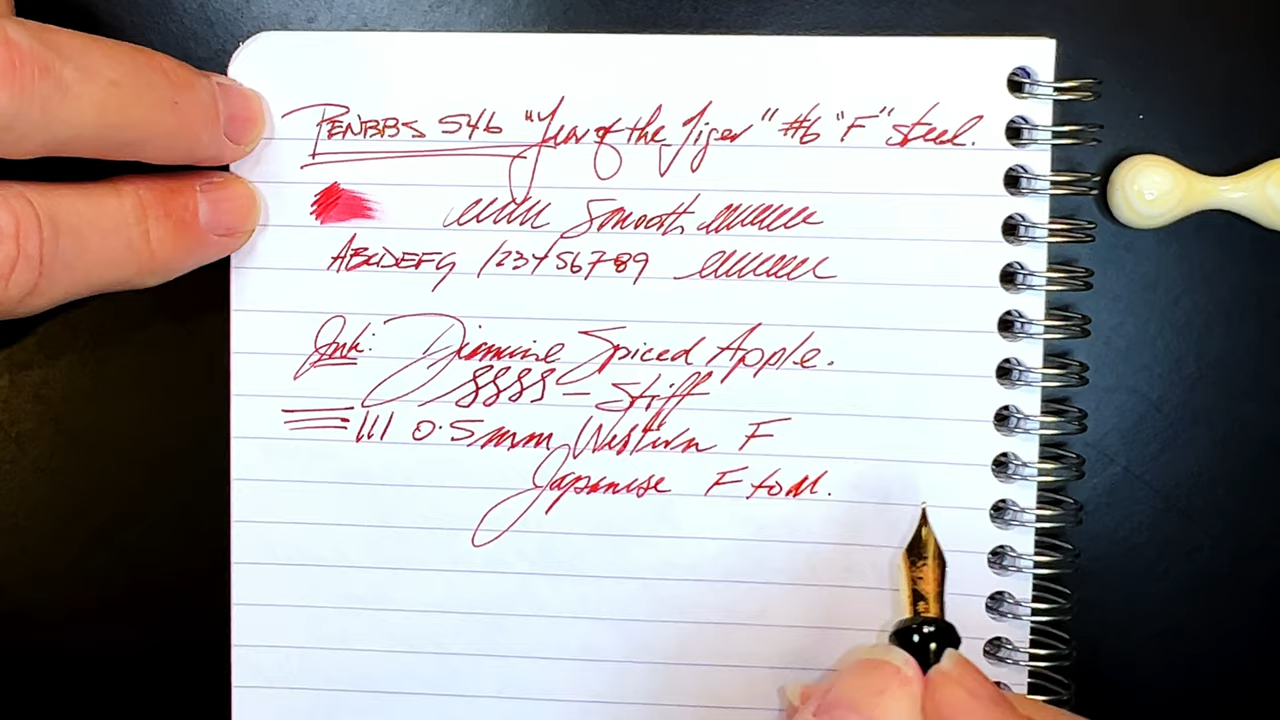 PENBBS 546 "Year of the Tiger" #6 "F" steel.
Smooth
ABCDEFG 123456789
Ink: Diamine Spiced Apple.
— Stiff
0.5mm Western F
Japanese F to M.